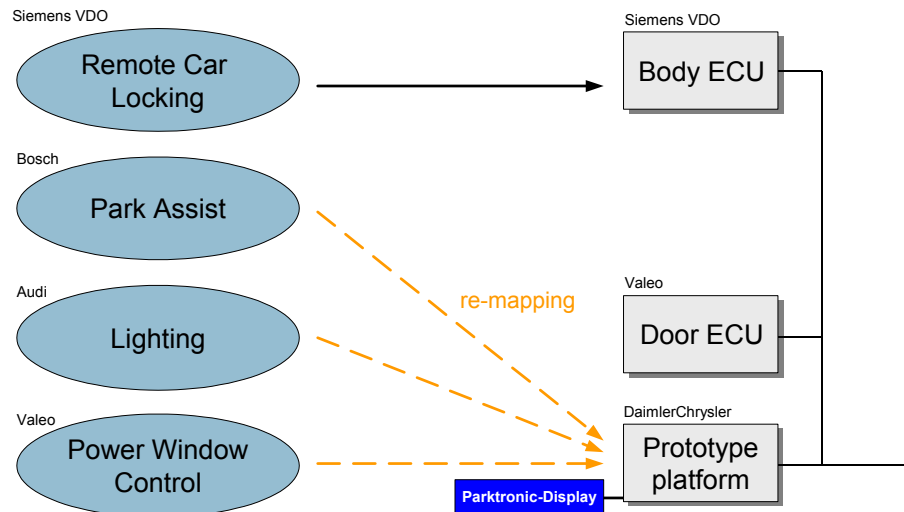 Siemens VDO
Remote Car
Locking
Siemens VDO
Body ECU
Bosch
Park Assist
re-mapping
Audi
Lighting
Valeo
Door ECU
Valeo
Power Window
Control
DaimlerChrysler
Prototype
platform
Parktronic-Display